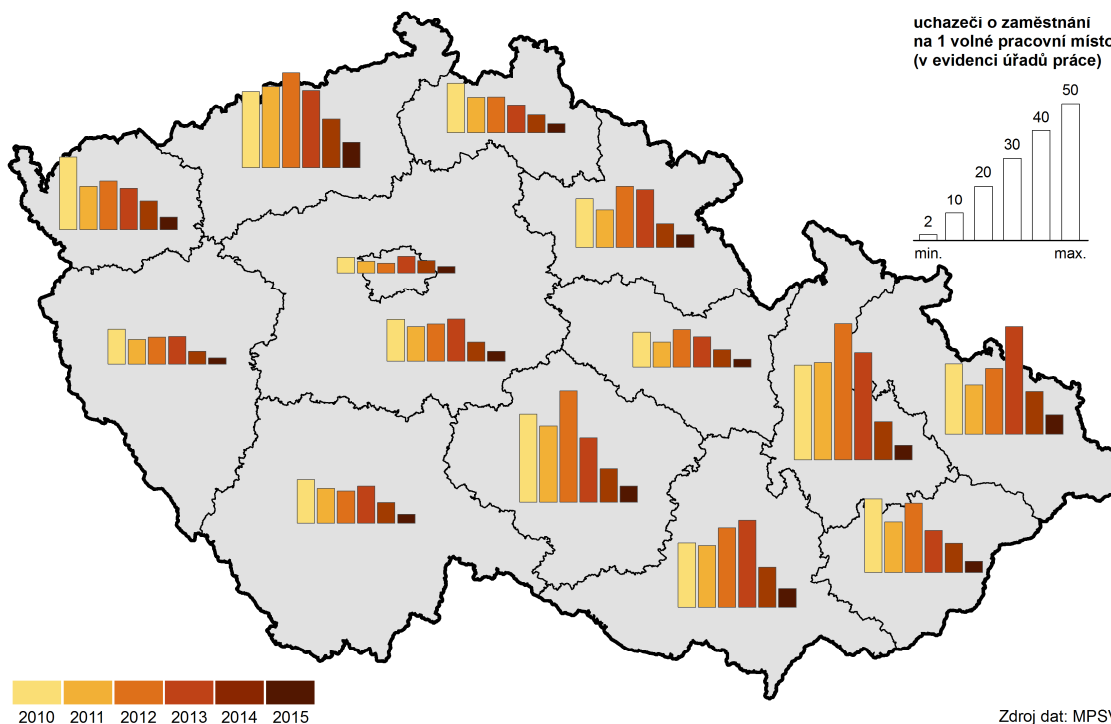 uchazeči o zaměstnání
na 1 volné pracovní místo
(v evidenci úřadů práce)
50
40
30
20
10
2
min.
max.
2010
2011
2012
2013
2014
2015
Zdroj dat: MPSV